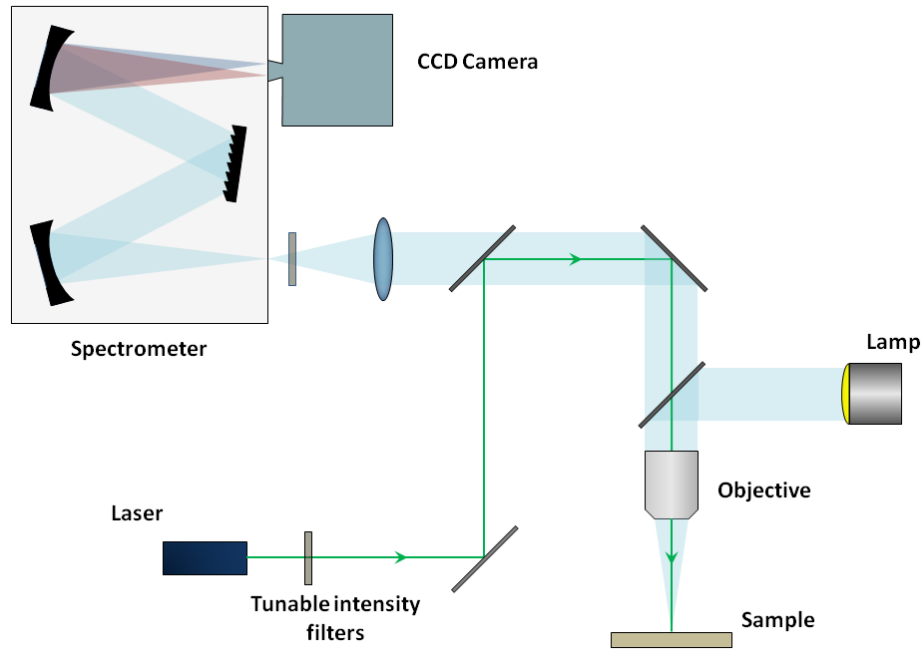 CCD Camera
Spectrometer
Lamp
Objective
Laser
Tunable intensity
filters
Sample